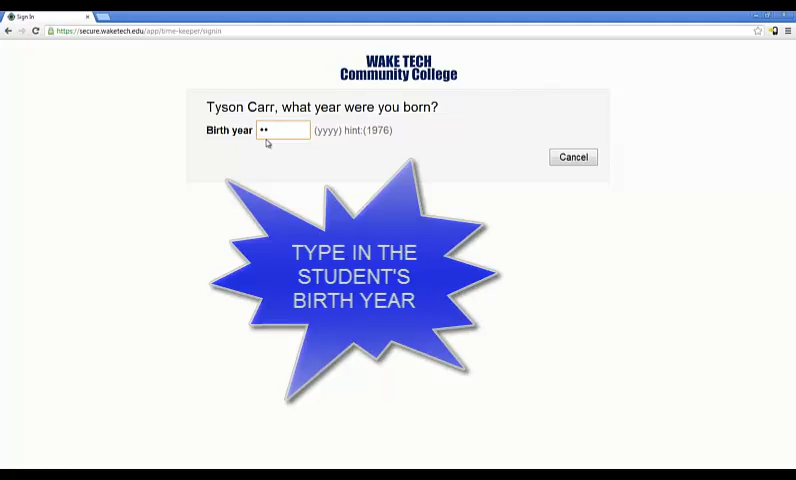 Sign In
https://secure.waketech.edu/app/time-keeper/signin
WAKE TECH
Community College
Tyson Carr, what year were you born?
Birth year •• (yyyy) hint:(1976)
Cancel
TYPE IN THE
STUDENT'S
BIRTH YEAR